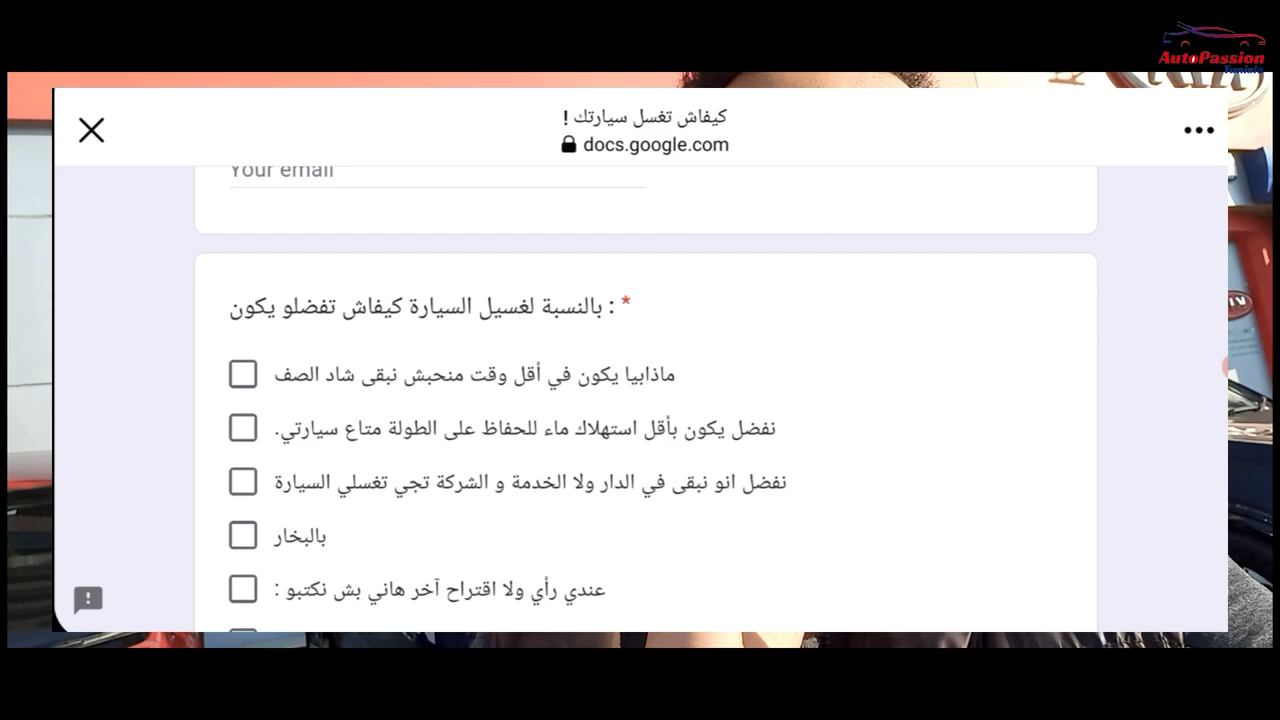 AutoPassion
Tunisie
كيفاش تغسل سيارتك !
docs.google.com
Your email
بالنسبة لغسيل السيارة كيفاش تفضلو يكون : *
ماذابيا يكون في أقل وقت منحبش نبقى شاد الصف
نفضل يكون بأقل استهلاك ماء للحفاظ على الطولة متاع سيارتي.
نفضل انو نبقى في الدار ولا الخدمة و الشركة تجي تغسلي السيارة
بالبخار
عندي رأي ولا اقتراح آخر هاني بش نكتبو :